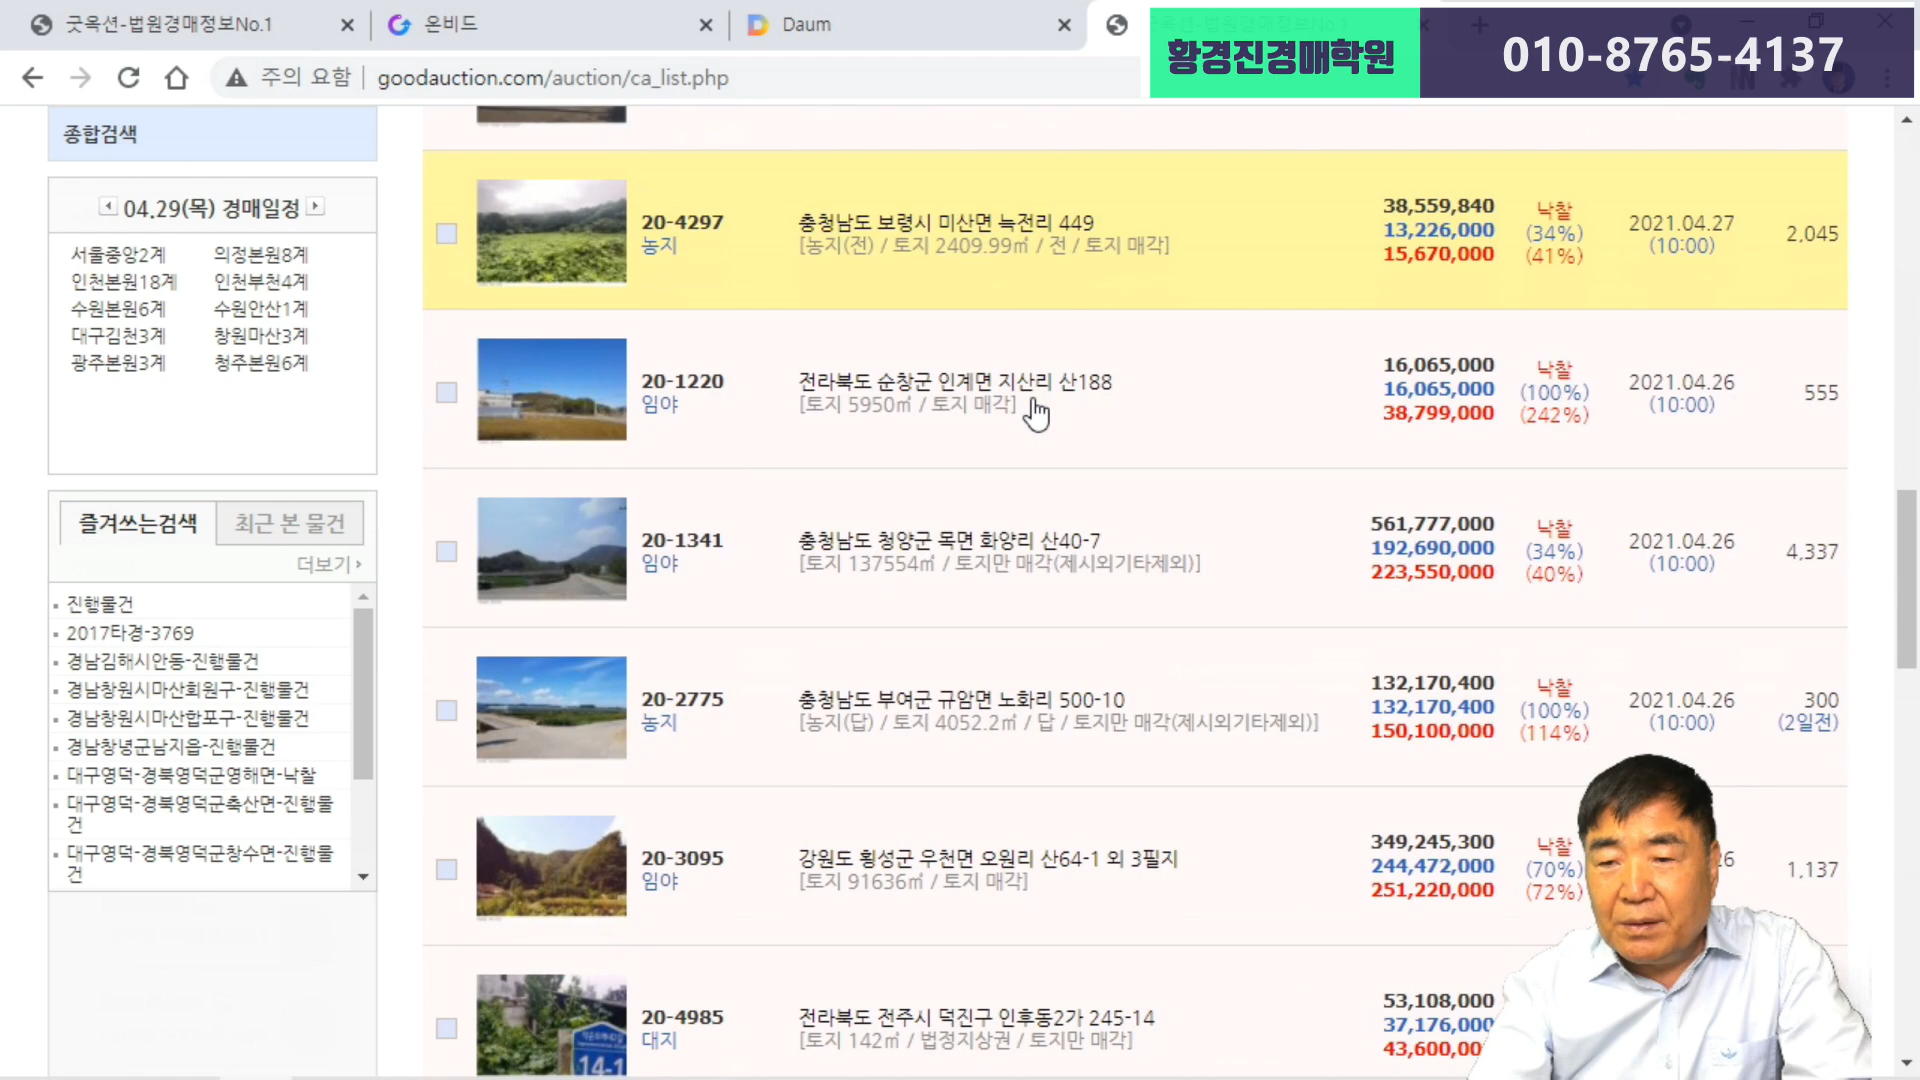 굿옥션-법원경매정보No.1
온비드
Daum
황경진경매학원
010-8765-4137
주의 요함
goodauction.com/auction/ca_list.php
종합검색
04.29(목) 경매일정
서울중앙2계 의정본원8계
인천본원18계 인천부천4계
수원본원6계 수원안산1계
대구김천3계 창원마산3계
광주본원3계 청주본원6계
즐겨쓰는검색 최근 본 물건
더보기
진행물건
2017타경-3769
경남김해시안동-진행물건
경남창원시마산회원구-진행물건
경남창원시마산합포구-진행물건
경남창녕군남지읍-진행물건
대구영덕-경북영덕군영해면-낙찰
대구영덕-경북영덕군축산면-진행물
건
대구영덕-경북영덕군창수면-진행물
건
20-4297
농지
충청남도 보령시 미산면 늑전리 449
[농지(전) / 토지 2409.99㎡ / 전 / 토지 매각]
38,559,840
13,226,000
15,670,000
낙찰
(34%)
(41%)
2021.04.27
(10:00)
2,045
20-1220
임야
전라북도 순창군 인계면 지산리 산188
[토지 5950㎡ / 토지 매각]
16,065,000
16,065,000
38,799,000
낙찰
(100%)
(242%)
2021.04.26
(10:00)
555
20-1341
임야
충청남도 청양군 목면 화양리 산40-7
[토지 137554㎡ / 토지만 매각(제시외기타제외)]
561,777,000
192,690,000
223,550,000
낙찰
(34%)
(40%)
2021.04.26
(10:00)
4,337
20-2775
농지
충청남도 부여군 규암면 노화리 500-10
[농지(답) / 토지 4052.2㎡ / 답 / 토지만 매각(제시외기타제외)]
132,170,400
132,170,400
150,100,000
낙찰
(100%)
(114%)
2021.04.26
(10:00)
300
(2일전)
20-3095
임야
강원도 횡성군 우천면 오원리 산64-1 외 3필지
[토지 91636㎡ / 토지 매각]
349,245,300
244,472,000
251,220,000
낙찰
(70%)
(72%)
1,137
20-4985
대지
전라북도 전주시 덕진구 인후동2가 245-14
[토지 142㎡ / 법정지상권 / 토지만 매각]
53,108,000
37,176,000
43,600,00
14-1